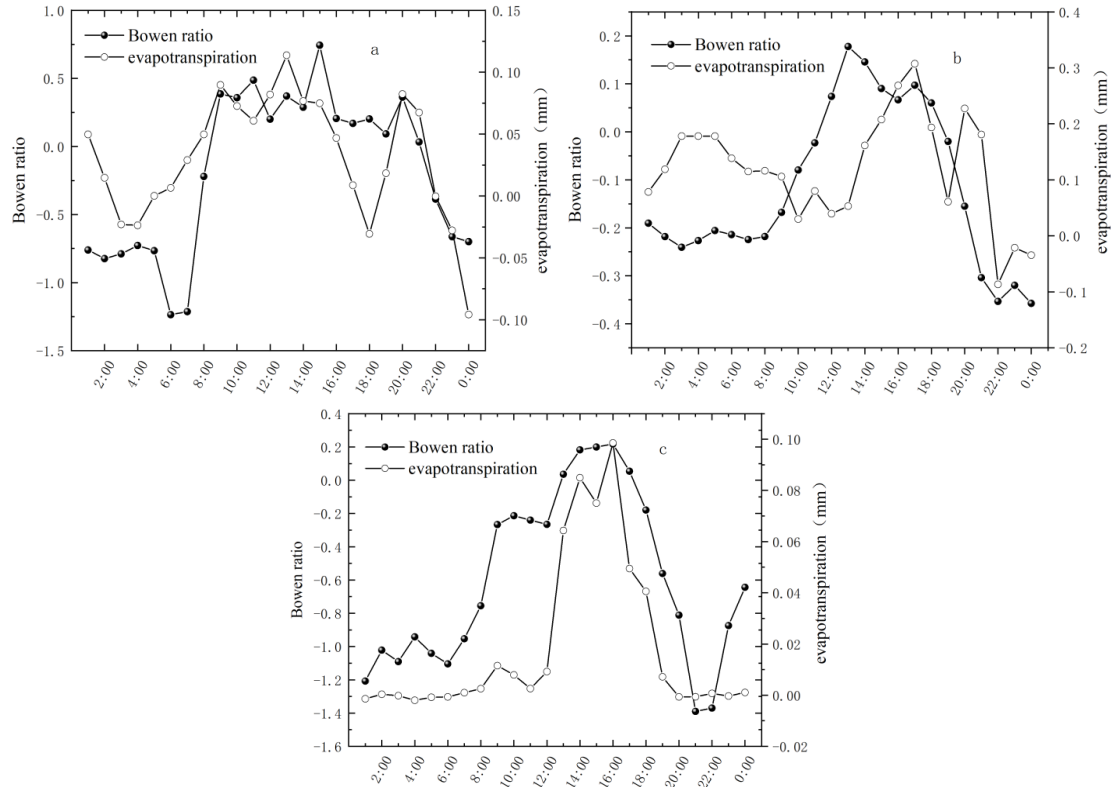 1.0
0.5
0.0
-0.5
-1.0
-1.5
Bowen ratio
Bowen ratio
evapotranspiration
a
0.15
0.10
0.05
0.00
-0.05
-0.10
evapotranspiration (mm)
2:00 4:00 6:00 8:00 10:00 12:00 14:00 16:00 18:00 20:00 22:00 0:00
0.2
0.1
0.0
-0.1
-0.2
-0.3
-0.4
Bowen ratio
Bowen ratio
evapotranspiration
b
0.4
0.3
0.2
0.1
0.0
-0.1
-0.2
evapotranspiration (mm)
2:00 4:00 6:00 8:00 10:00 12:00 14:00 16:00 18:00 20:00 22:00 0:00
0.4
0.2
0.0
-0.2
-0.4
-0.6
-0.8
-1.0
-1.2
-1.4
-1.6
Bowen ratio
Bowen ratio
evapotranspiration
c
0.10
0.08
0.06
0.04
0.02
0.00
-0.02
evapotranspiration (mm)
2:00 4:00 6:00 8:00 10:00 12:00 14:00 16:00 18:00 20:00 22:00 0:00